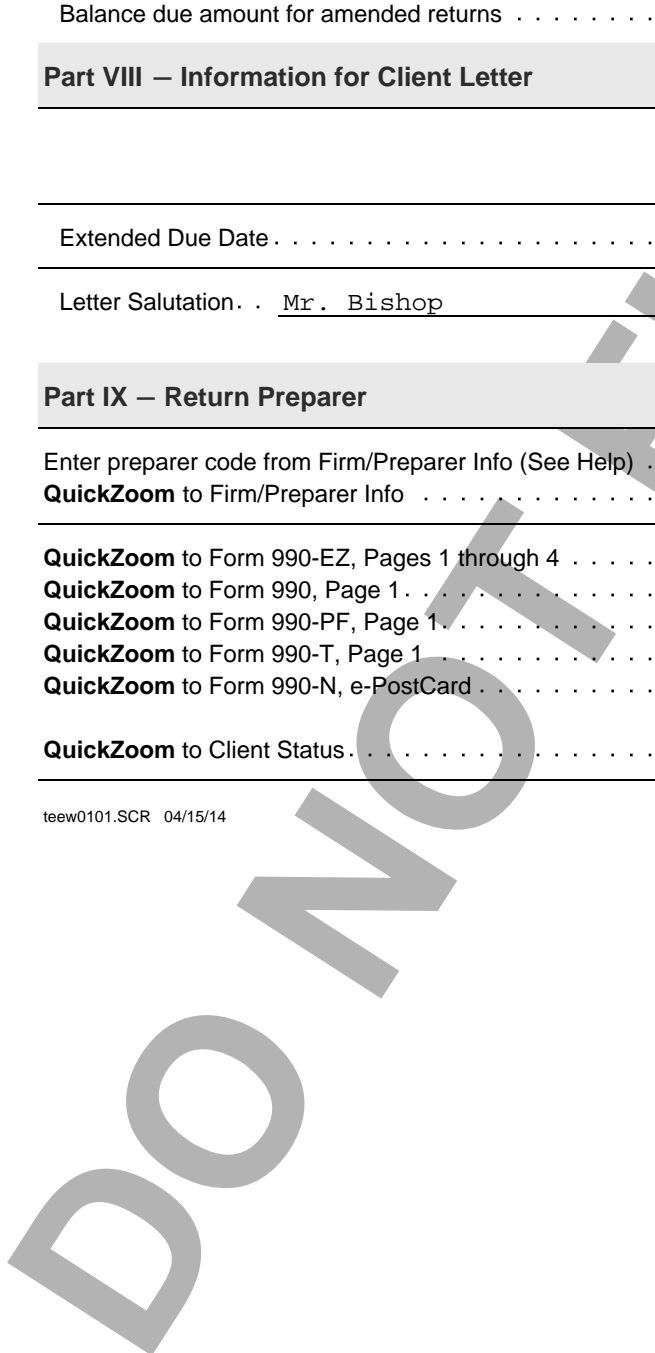 Balance due amount for amended returns . . . . . . . .
Part VIII – Information for Client Letter
Extended Due Date . . . . . . . . . . . . . . . . . . . . .
Letter Salutation . . Mr. Bishop
Part IX – Return Preparer
Enter preparer code from Firm/Preparer Info (See Help) .
QuickZoom to Firm/Preparer Info . . . . . . . . . . . . .
QuickZoom to Form 990-EZ, Pages 1 through 4 . . . . .
QuickZoom to Form 990, Page 1 . . . . . . . . . . . . . .
QuickZoom to Form 990-PF, Page 1 . . . . . . . . . . . .
QuickZoom to Form 990-T, Page 1 . . . . . . . . . . . .
QuickZoom to Form 990-N, e-PostCard . . . . . . . . . .
QuickZoom to Client Status . . . . . . . . . . . . . . . . .
teew0101.SCR 04/15/14
DO NOT